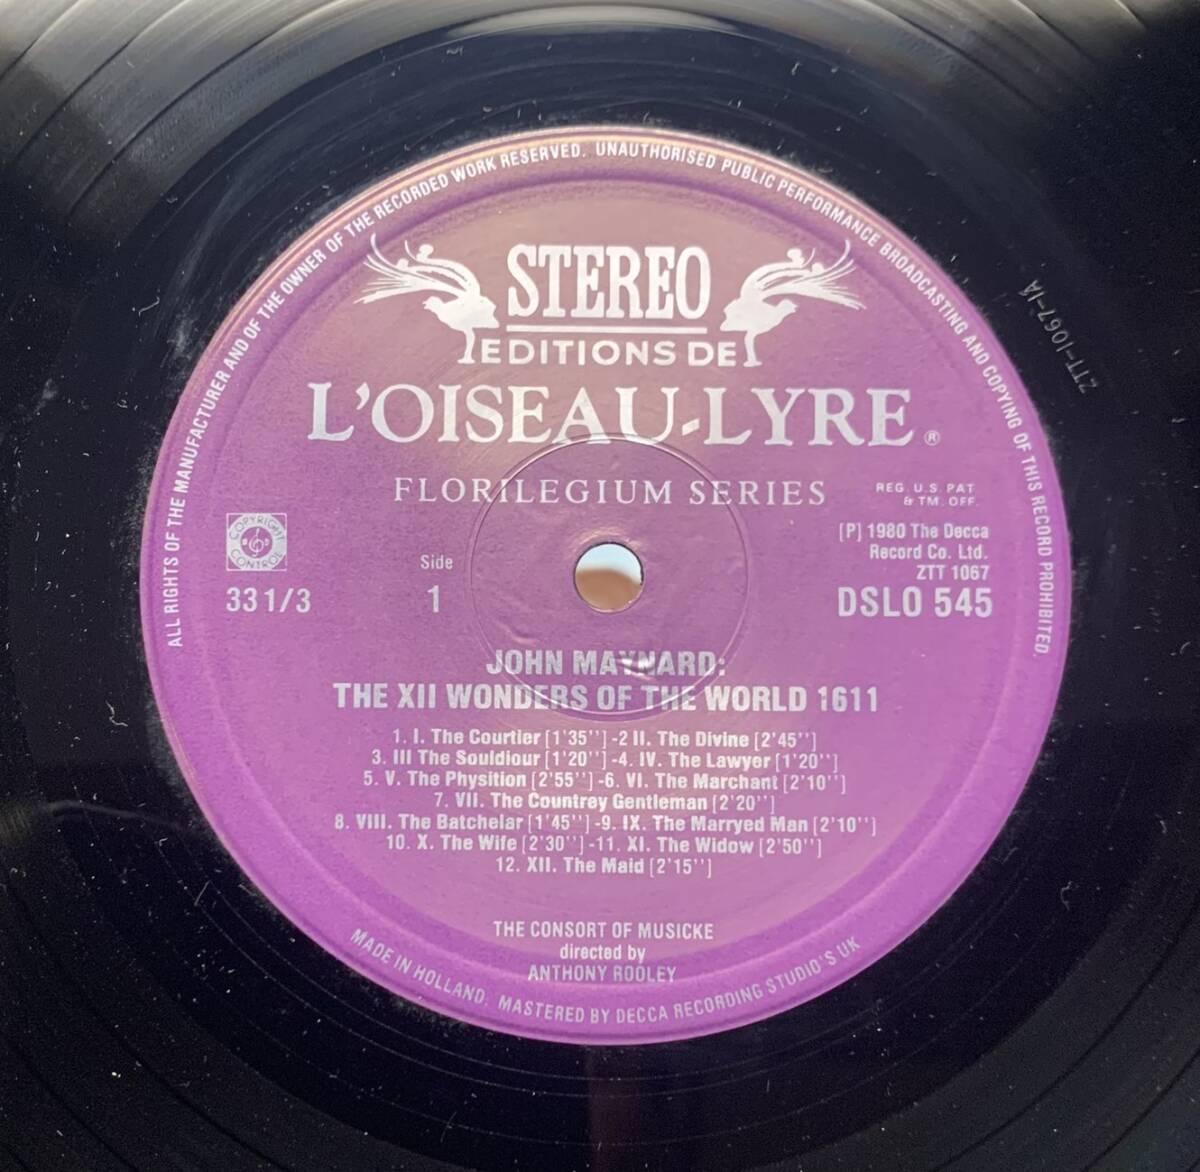 ALL RIGHTS OF THE MANUFACTURER AND OF THE OWNER OF THE RECORDED WORK RESERVED. UNAUTHORISED PUBLIC PERFORMANCE BROADCASTING AND COPYING OF THIS RECORD PROHIBITED.
STEREO
EDITIONS DE
L'OISEAU-LYRE ®
FLORILEGIUM SERIES
REG. U.S. PAT
& TM. OFF.
COPYRIGHT
CONTROL
[P] 1980 The Decca
Record Co. Ltd.
ZTT 1067
33 1/3
Side
1
DSLO 545
ZTT-1067-1A
JOHN MAYNARD:
THE XII WONDERS OF THE WORLD 1611
1. I. The Courtier [1'35''] -2 II. The Divine [2'45'']
3. III The Souldiour [1'20''] -4. IV. The Lawyer [1'20'']
5. V. The Physition [2'55''] -6. VI. The Marchant [2'10'']
7. VII. The Countrey Gentleman [2'20'']
8. VIII. The Batchelar [1'45''] -9. IX. The Marryed Man [2'10'']
10. X. The Wife [2'30''] -11. XI. The Widow [2'50'']
12. XII. The Maid [2'15'']
THE CONSORT OF MUSICKE
directed by
ANTHONY ROOLEY
MADE IN HOLLAND. MASTERED BY DECCA RECORDING STUDIO'S UK